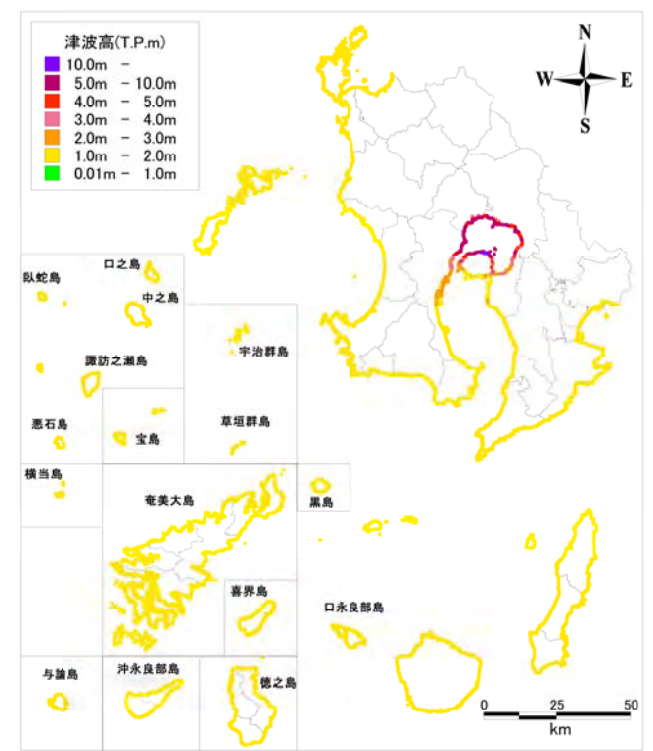 津波高(T.P.m)
10.0m －
5.0m － 10.0m
4.0m － 5.0m
3.0m － 4.0m
2.0m － 3.0m
1.0m － 2.0m
0.01m － 1.0m
N
W E
S
口之島
臥蛇島
中之島
宇治群島
諏訪之瀬島
悪石島
宝島
草垣群島
横当島
奄美大島
黒島
喜界島
口永良部島
与論島
沖永良部島
徳之島
0 25 50
km